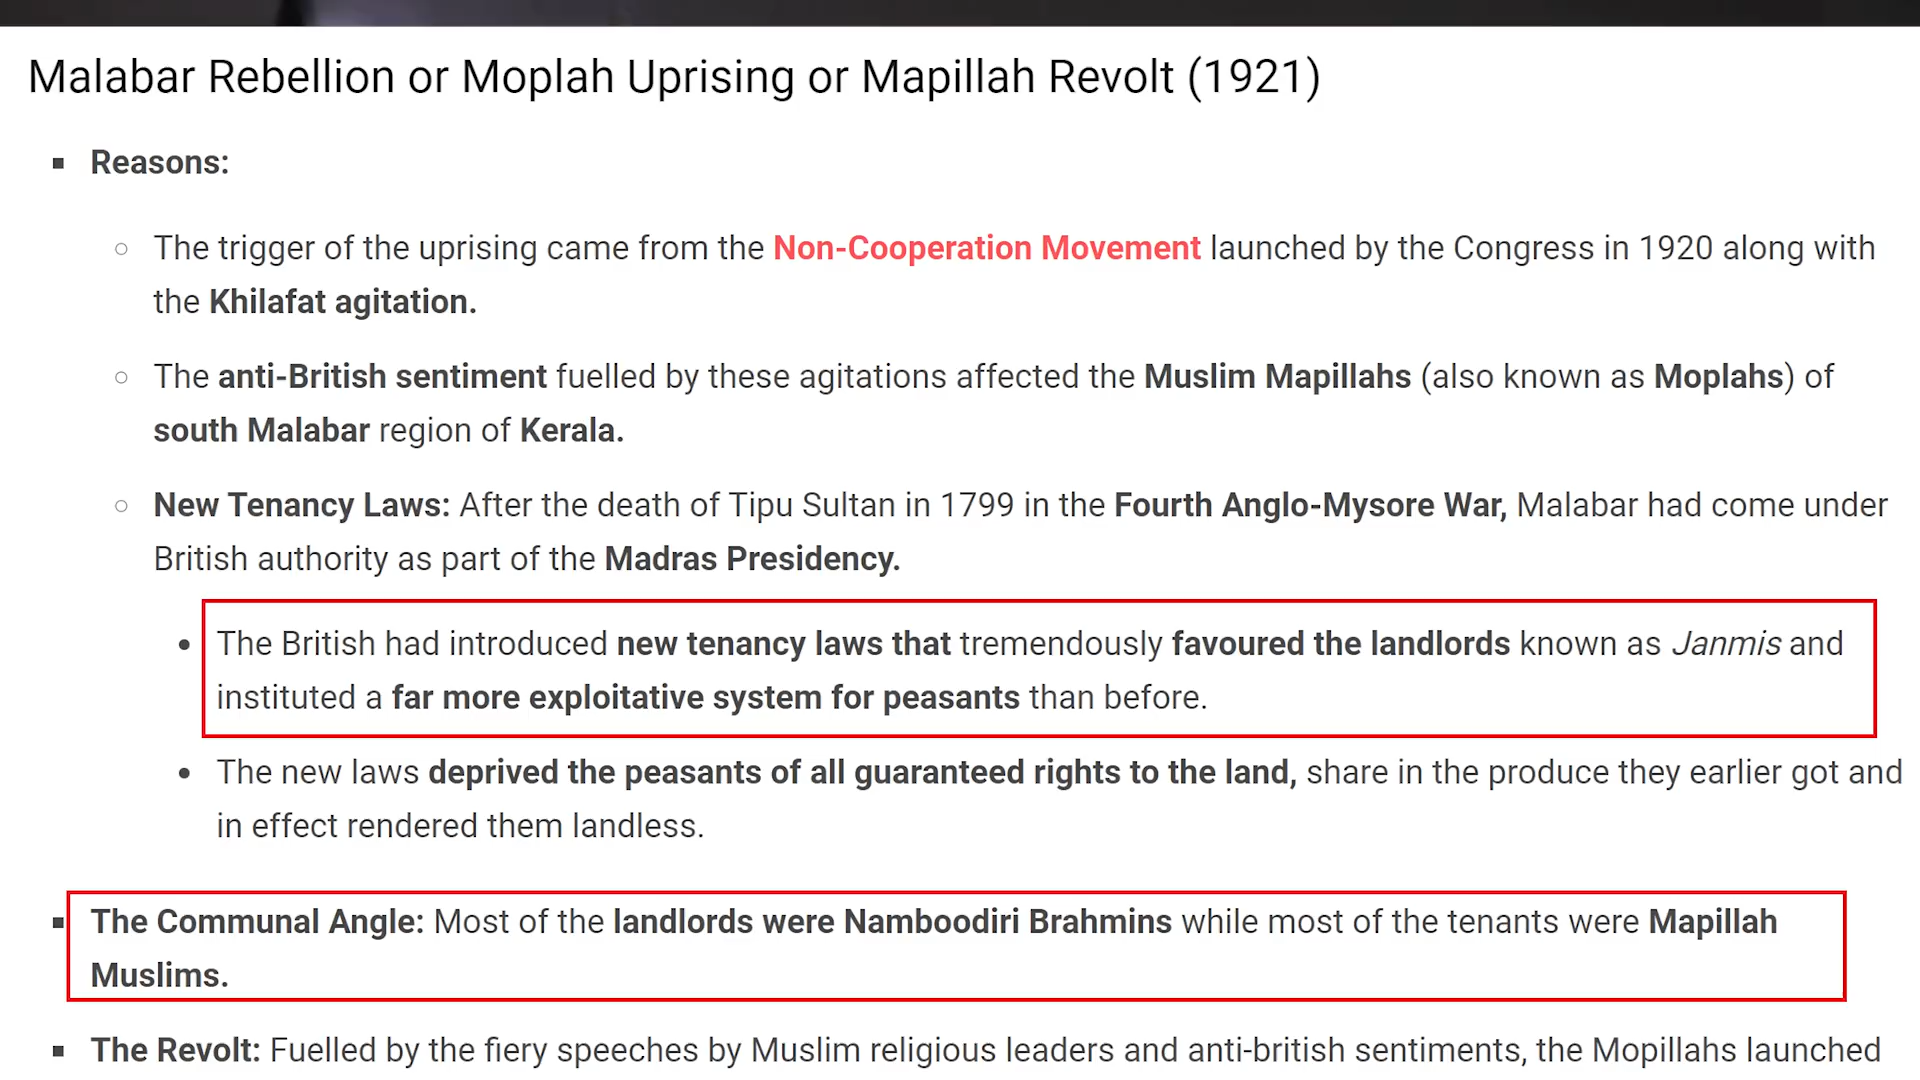 Malabar Rebellion or Moplah Uprising or Mapillah Revolt (1921)
Reasons:
The trigger of the uprising came from the Non-Cooperation Movement launched by the Congress in 1920 along with
the Khilafat agitation.
The anti-British sentiment fuelled by these agitations affected the Muslim Mapillahs (also known as Moplahs) of
south Malabar region of Kerala.
New Tenancy Laws: After the death of Tipu Sultan in 1799 in the Fourth Anglo-Mysore War, Malabar had come under
British authority as part of the Madras Presidency.
The British had introduced new tenancy laws that tremendously favoured the landlords known as Janmis and
instituted a far more exploitative system for peasants than before.
The new laws deprived the peasants of all guaranteed rights to the land, share in the produce they earlier got and
in effect rendered them landless.
The Communal Angle: Most of the landlords were Namboodiri Brahmins while most of the tenants were Mapillah
Muslims.
The Revolt: Fuelled by the fiery speeches by Muslim religious leaders and anti-british sentiments, the Mopillahs launched